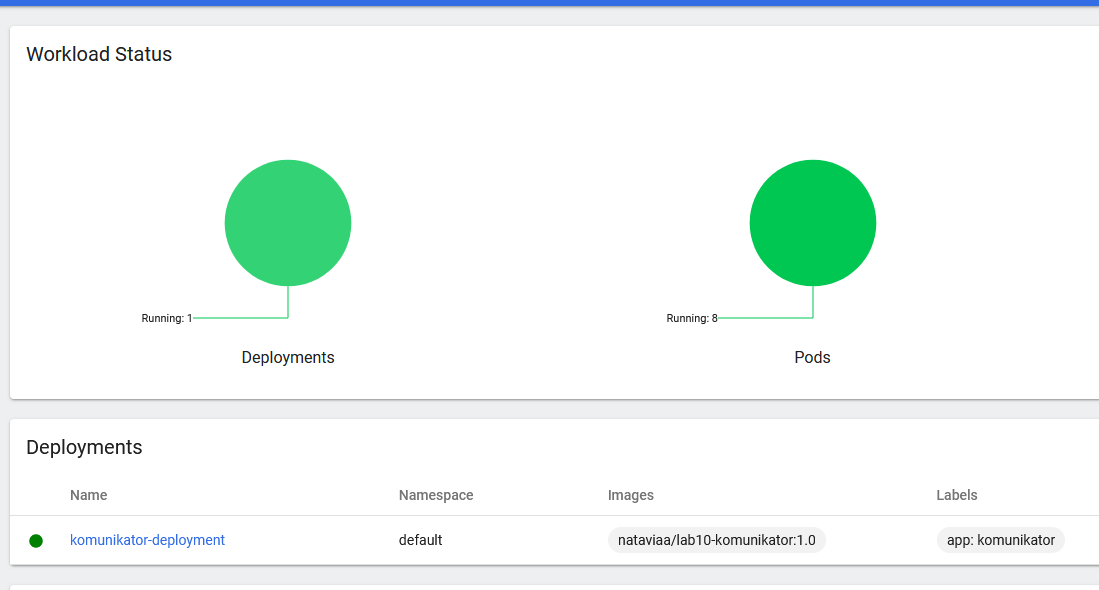 Workload Status
Running: 1
Running: 8
Deployments
Pods
Deployments
Name Namespace Images Labels
komunikator-deployment default nataviaa/lab10-komunikator:1.0 app: komunikator